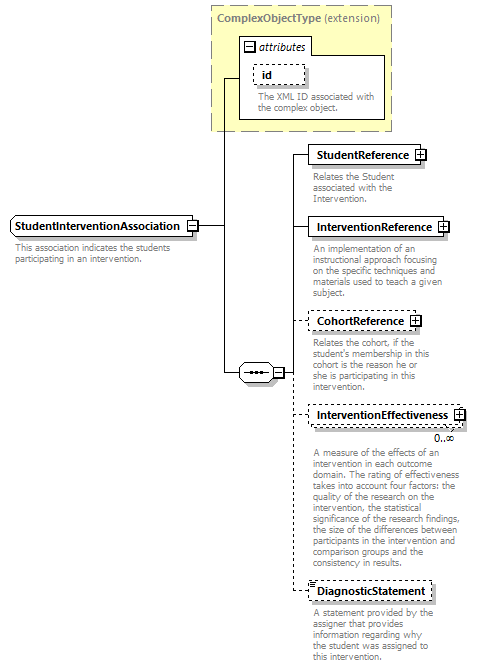 ComplexObjectType (extension)
attributes
id
The XML ID associated with
the complex object.
StudentReference
Relates the Student
associated with the
Intervention.
StudentInterventionAssociation
This association indicates the students
participating in an intervention.
InterventionReference
An implementation of an
instructional approach focusing
on the specific techniques and
materials used to teach a given
subject.
CohortReference
Relates the cohort, if the
student's membership in this
cohort is the reason he or
she is participating in this
intervention.
InterventionEffectiveness
0..∞
A measure of the effects of an
intervention in each outcome
domain. The rating of effectiveness
takes into account four factors: the
quality of the research on the
intervention, the statistical
significance of the research findings,
the size of the differences between
participants in the intervention and
comparison groups and the
consistency in results.
DiagnosticStatement
A statement provided by the
assigner that provides
information regarding why
the student was assigned to
this intervention.